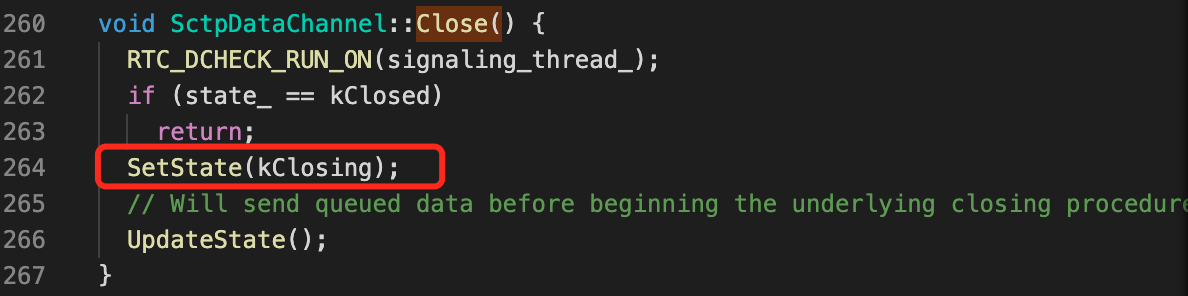 260 void SctpDataChannel::Close() {
261 RTC_DCHECK_RUN_ON(signaling_thread_);
262 if (state_ == kClosed)
263 return;
264 SetState(kClosing);
265 // Will send queued data before beginning the underlying closing procedure
266 UpdateState();
267 }